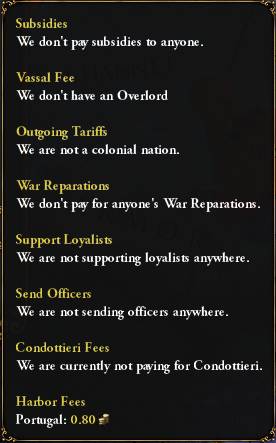 Subsidies
We don't pay subsidies to anyone.
Vassal Fee
We don't have an Overlord
Outgoing Tariffs
We are not a colonial nation.
War Reparations
We don't pay for anyone's War Reparations.
Support Loyalists
We are not supporting loyalists anywhere.
Send Officers
We are not sending officers anywhere.
Condottieri Fees
We are currently not paying for Condottieri.
Harbor Fees
Portugal: 0.80